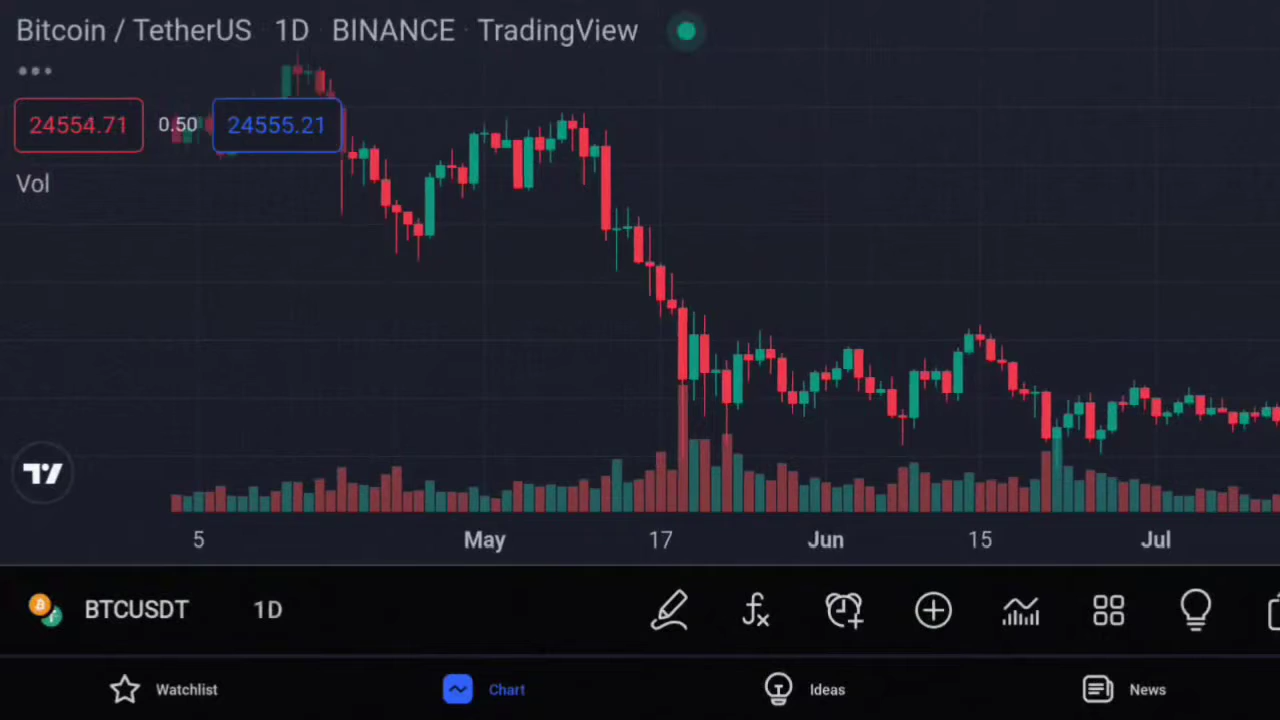 Bitcoin / TetherUS · 1D · BINANCE · TradingView
24554.71 0.50 24555.21
Vol
5 May 17 Jun 15 Jul
BTCUSDT 1D
Watchlist Chart Ideas News